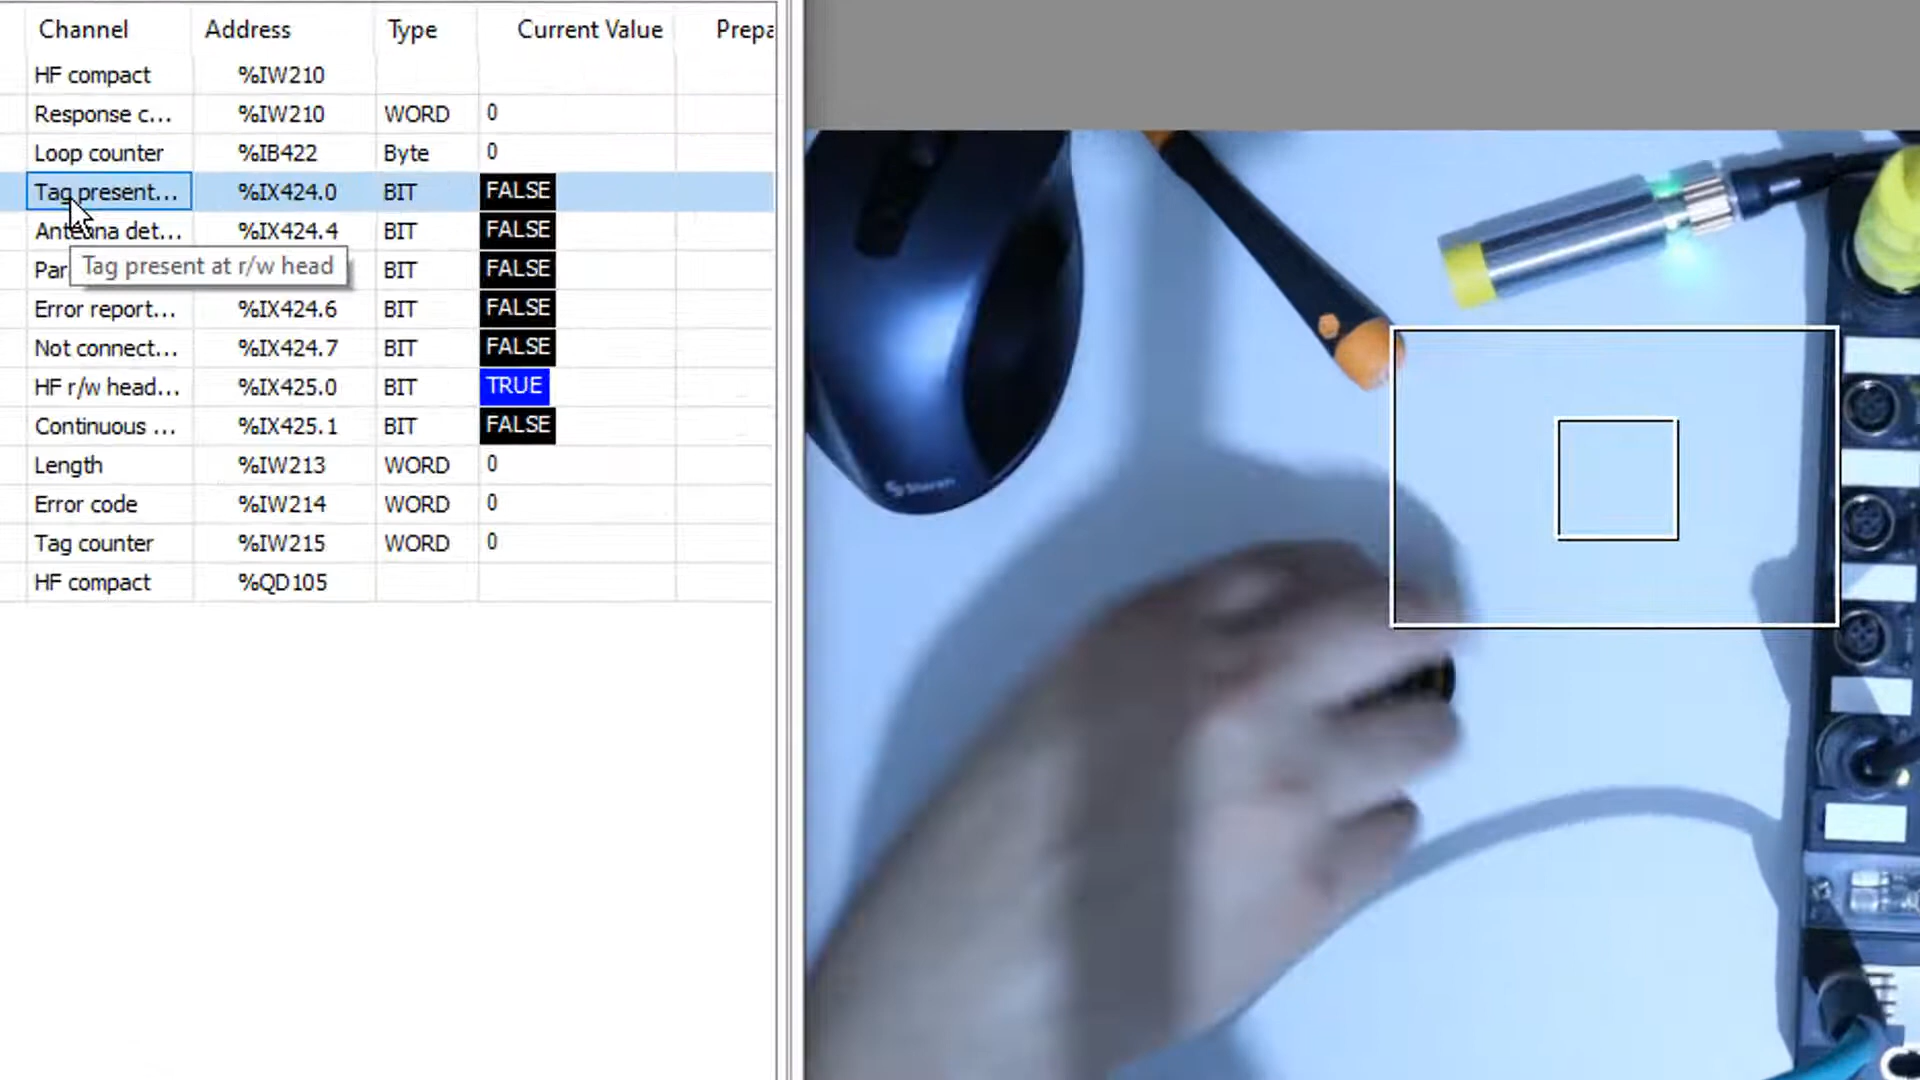 Channel Address Type Current Value Prepa
HF compact %IW210
Response c... %IW210 WORD 0
Loop counter %IB422 Byte 0
Tag present... %IX424.0 BIT FALSE
Antenna det... %IX424.4 BIT FALSE
Par BIT FALSE
Tag present at r/w head
Error report... %IX424.6 BIT FALSE
Not connect... %IX424.7 BIT FALSE
HF r/w head... %IX425.0 BIT TRUE
Continuous ... %IX425.1 BIT FALSE
Length %IW213 WORD 0
Error code %IW214 WORD 0
Tag counter %IW215 WORD 0
HF compact %QD105
Steren